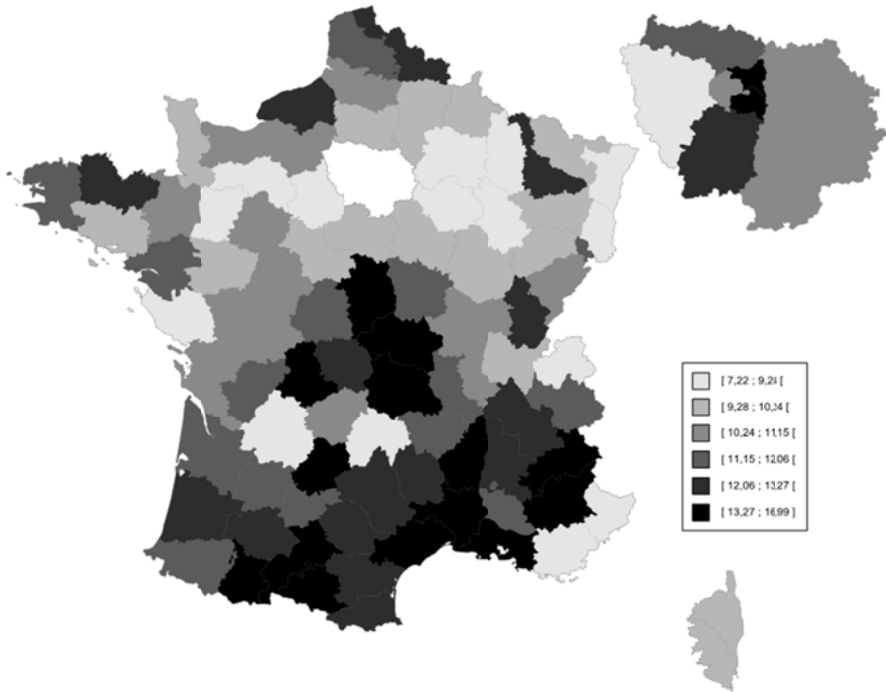 [ 7,22 ; 9,28 [
[ 9,28 ; 10,24 [
[ 10,24 ; 11,15 [
[ 11,15 ; 12,06 [
[ 12,06 ; 13,27 [
[ 13,27 ; 16,99 ]